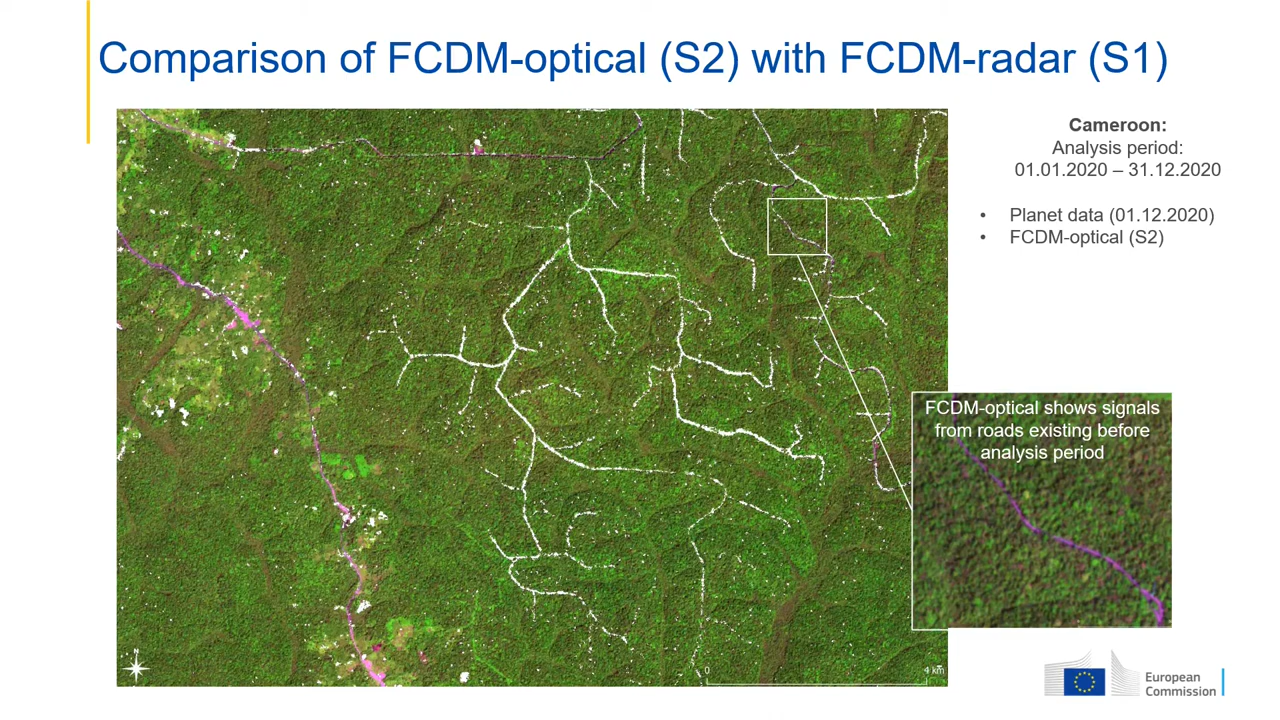 Comparison of FCDM-optical (S2) with FCDM-radar (S1)
Cameroon:
Analysis period:
01.01.2020 – 31.12.2020
• Planet data (01.12.2020)
• FCDM-optical (S2)
FCDM-optical shows signals
from roads existing before
analysis period
N
0
4 km
European
Commission